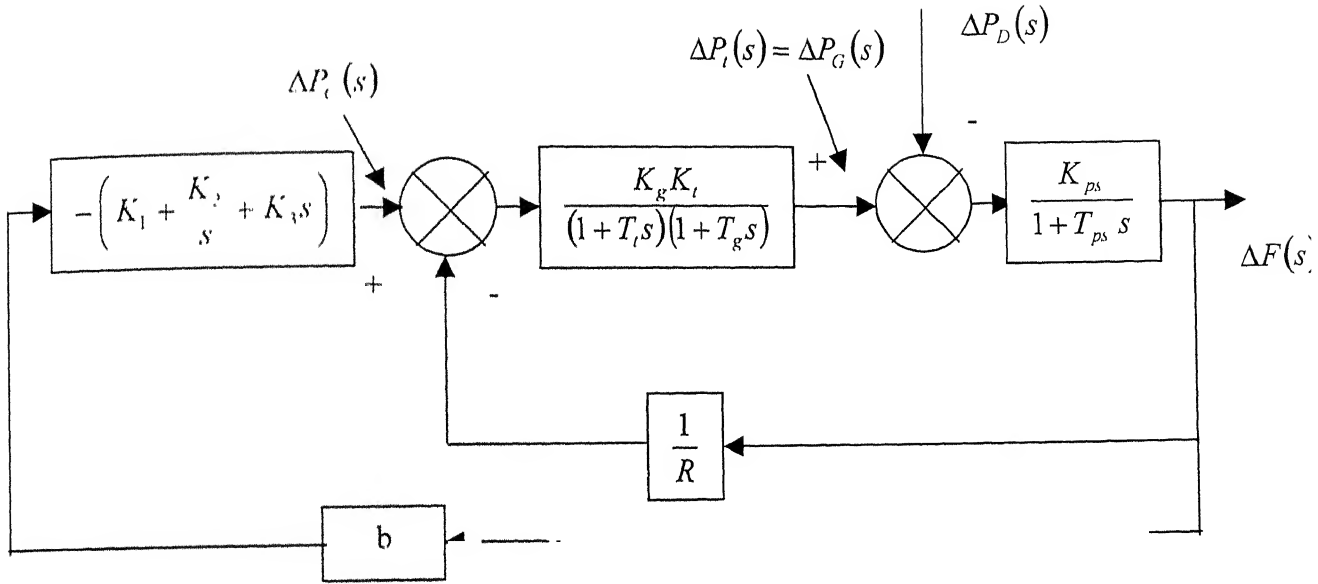 ΔP_D(s)
ΔP_t(s) = ΔP_G(s)
ΔP_c(s)
-
+
-(K_1 + K_2/s + K_3 s)
K_g K_t / (1+T_t s)(1+T_g s)
K_ps / 1+T_ps s
ΔF(s)
+
-
1/R
b